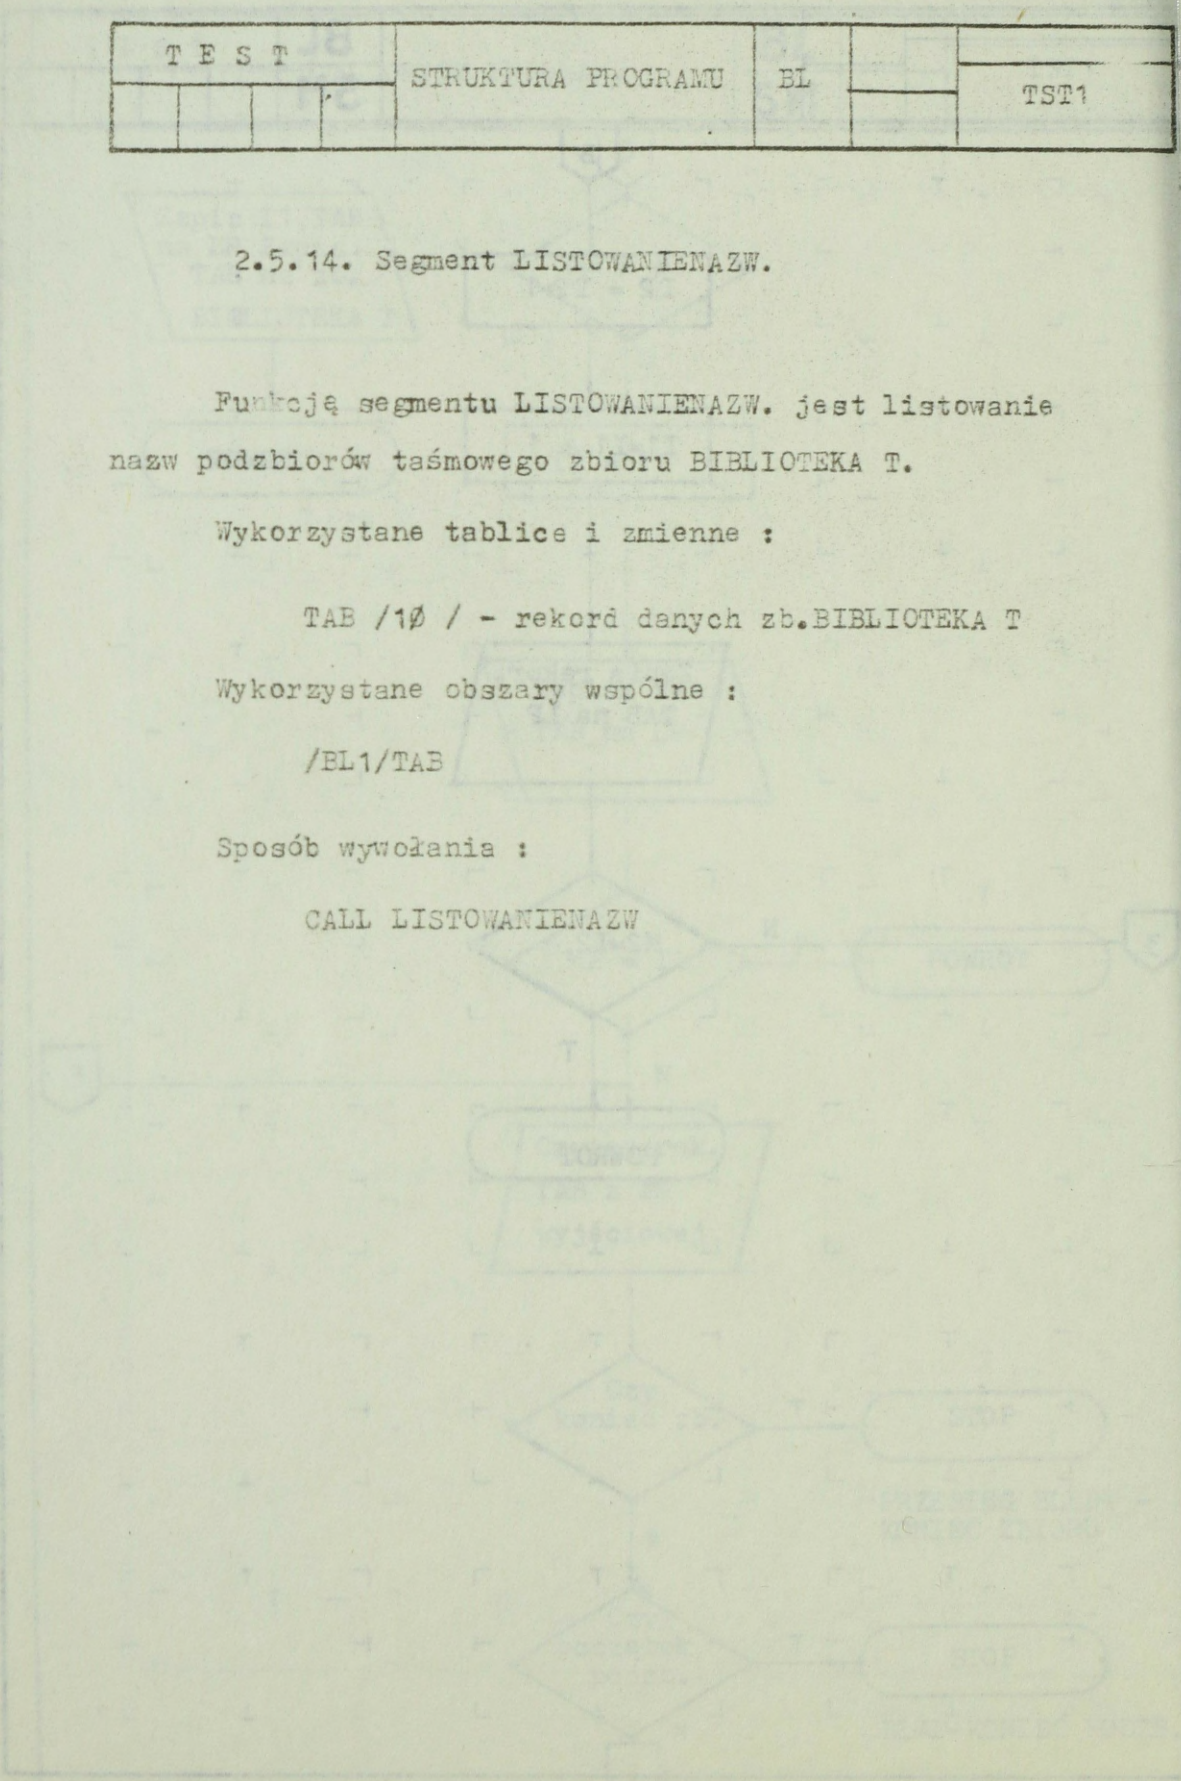 T E S T
STRUKTURA PROGRAMU
BL
TST1
2.5.14. Segment LISTOWANIENAZW.
Funkcję segmentu LISTOWANIENAZW. jest listowanie
nazw podzbiorów taśmowego zbioru BIBLIOTEKA T.
Wykorzystane tablice i zmienne :
TAB /1Ø / - rekord danych zb.BIBLIOTEKA T
Wykorzystane obszary wspólne :
/BL1/TAB
Sposób wywołania :
CALL LISTOWANIENAZW